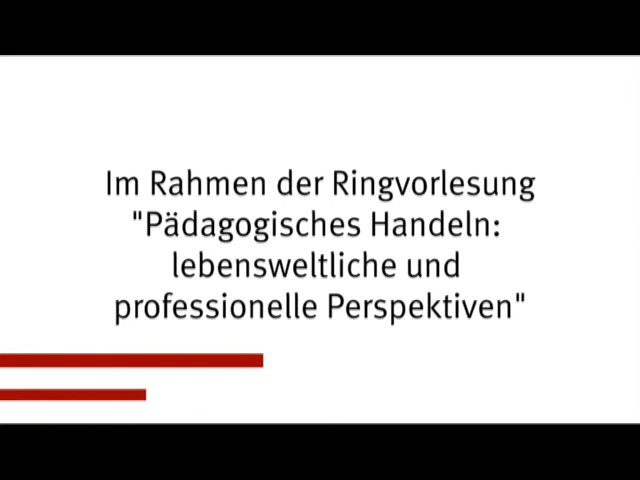 Im Rahmen der Ringvorlesung
"Pädagogisches Handeln:
lebensweltliche und
professionelle Perspektiven"